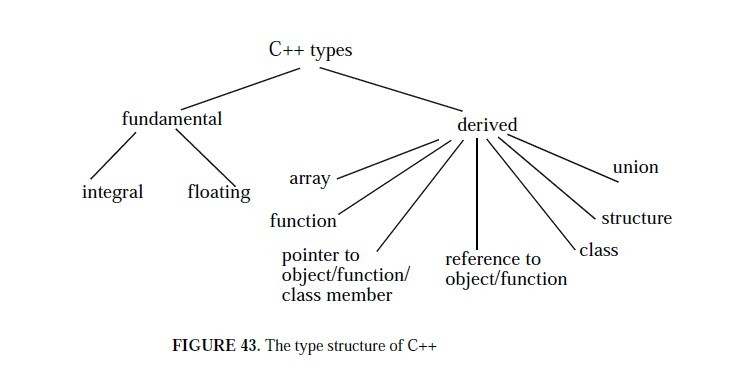 C++ types
fundamental
derived
integral
floating
array
function
pointer to
object/function/
class member
reference to
object/function
class
structure
union
FIGURE 43. The type structure of C++